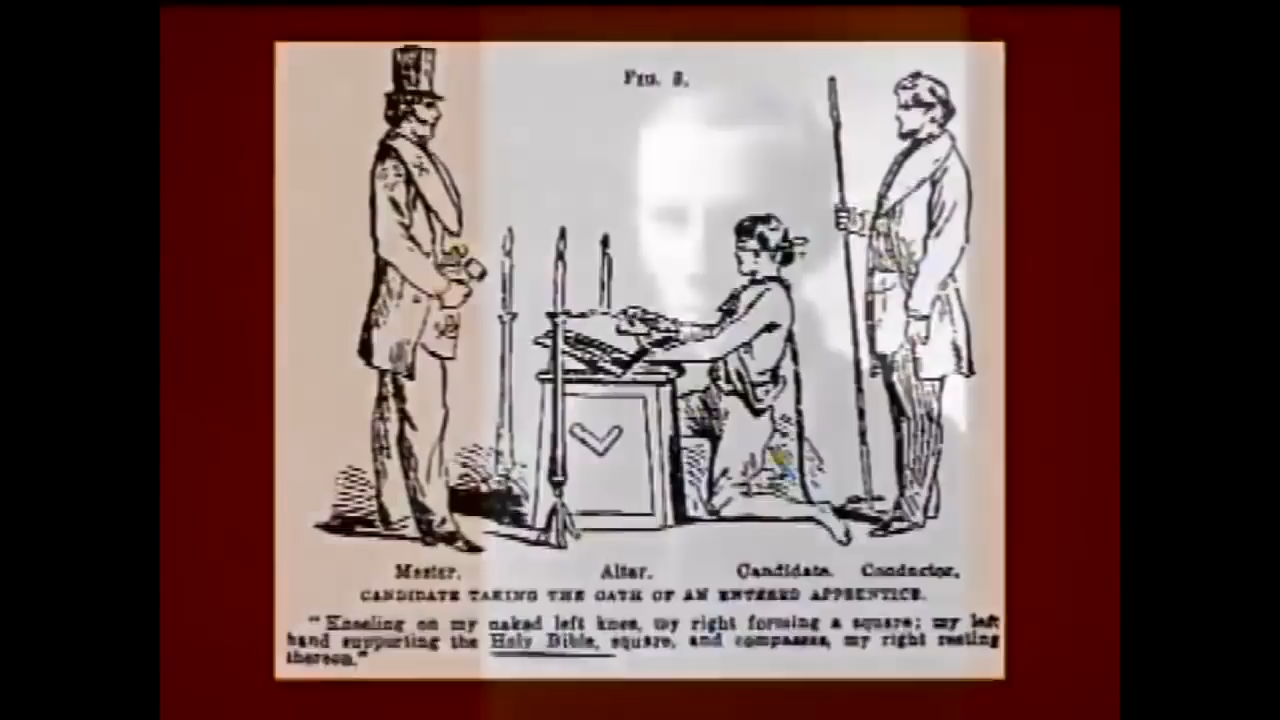 FIG. 8.
Master. Altar. Candidate. Conductor.
CANDIDATE TAKING THE OATH OF AN ENTERED APPRENTICE.
"Kneeling on my naked left knee, my right forming a square; my left
hand supporting the Holy Bible, square, and compasses, my right resting
thereon."